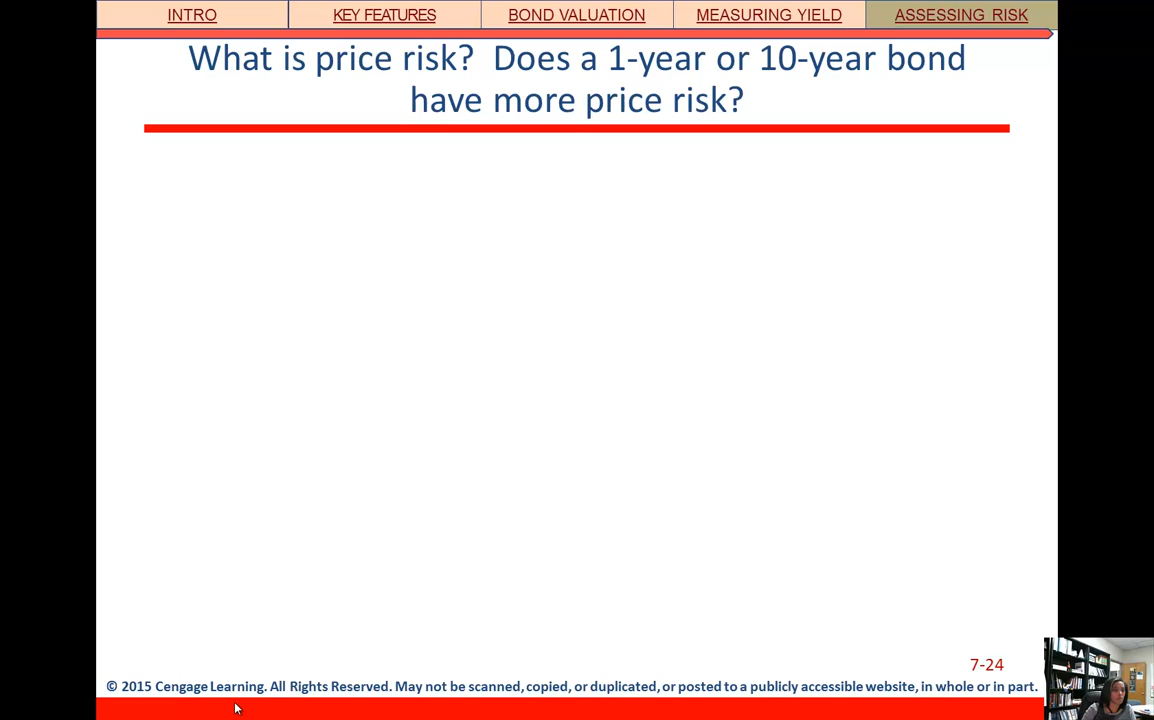 INTRO
KEY FEATURES
BOND VALUATION
MEASURING YIELD
ASSESSING RISK
What is price risk? Does a 1-year or 10-year bond
have more price risk?
7-24
© 2015 Cengage Learning. All Rights Reserved. May not be scanned, copied, or duplicated, or posted to a publicly accessible website, in whole or in part.